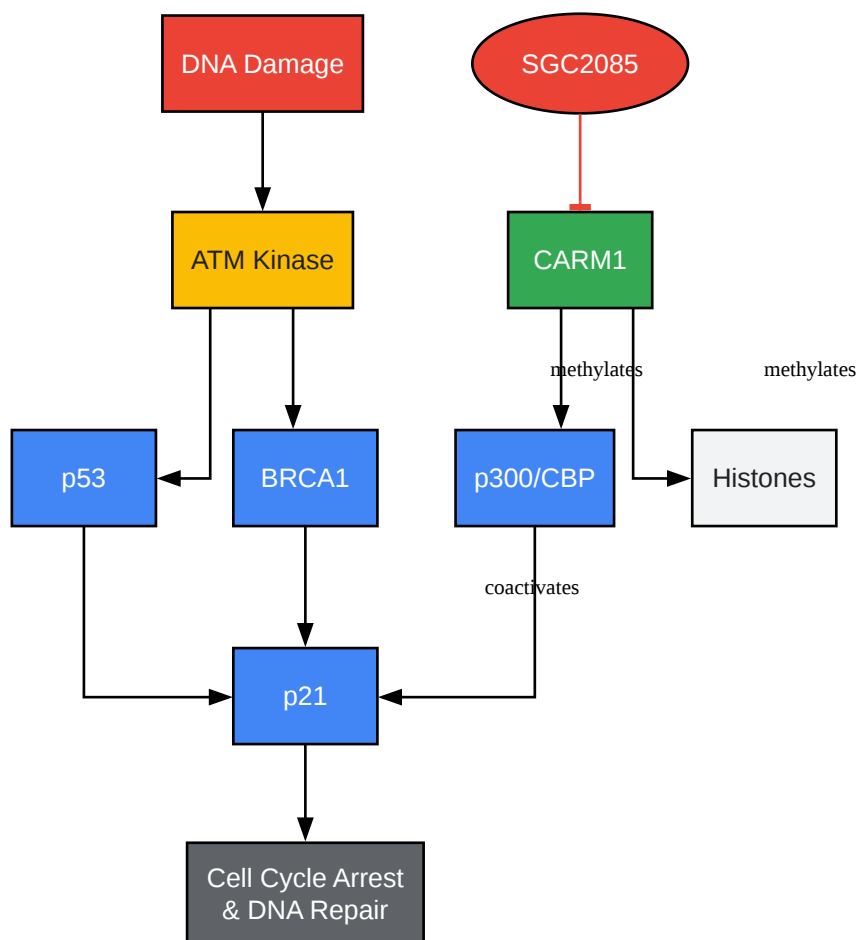 DNA Damage
SGC2085
ATM Kinase
CARM1
methylates
methylates
p53
BRCA1
p300/CBP
Histones
coactivates
p21
Cell Cycle Arrest
& DNA Repair